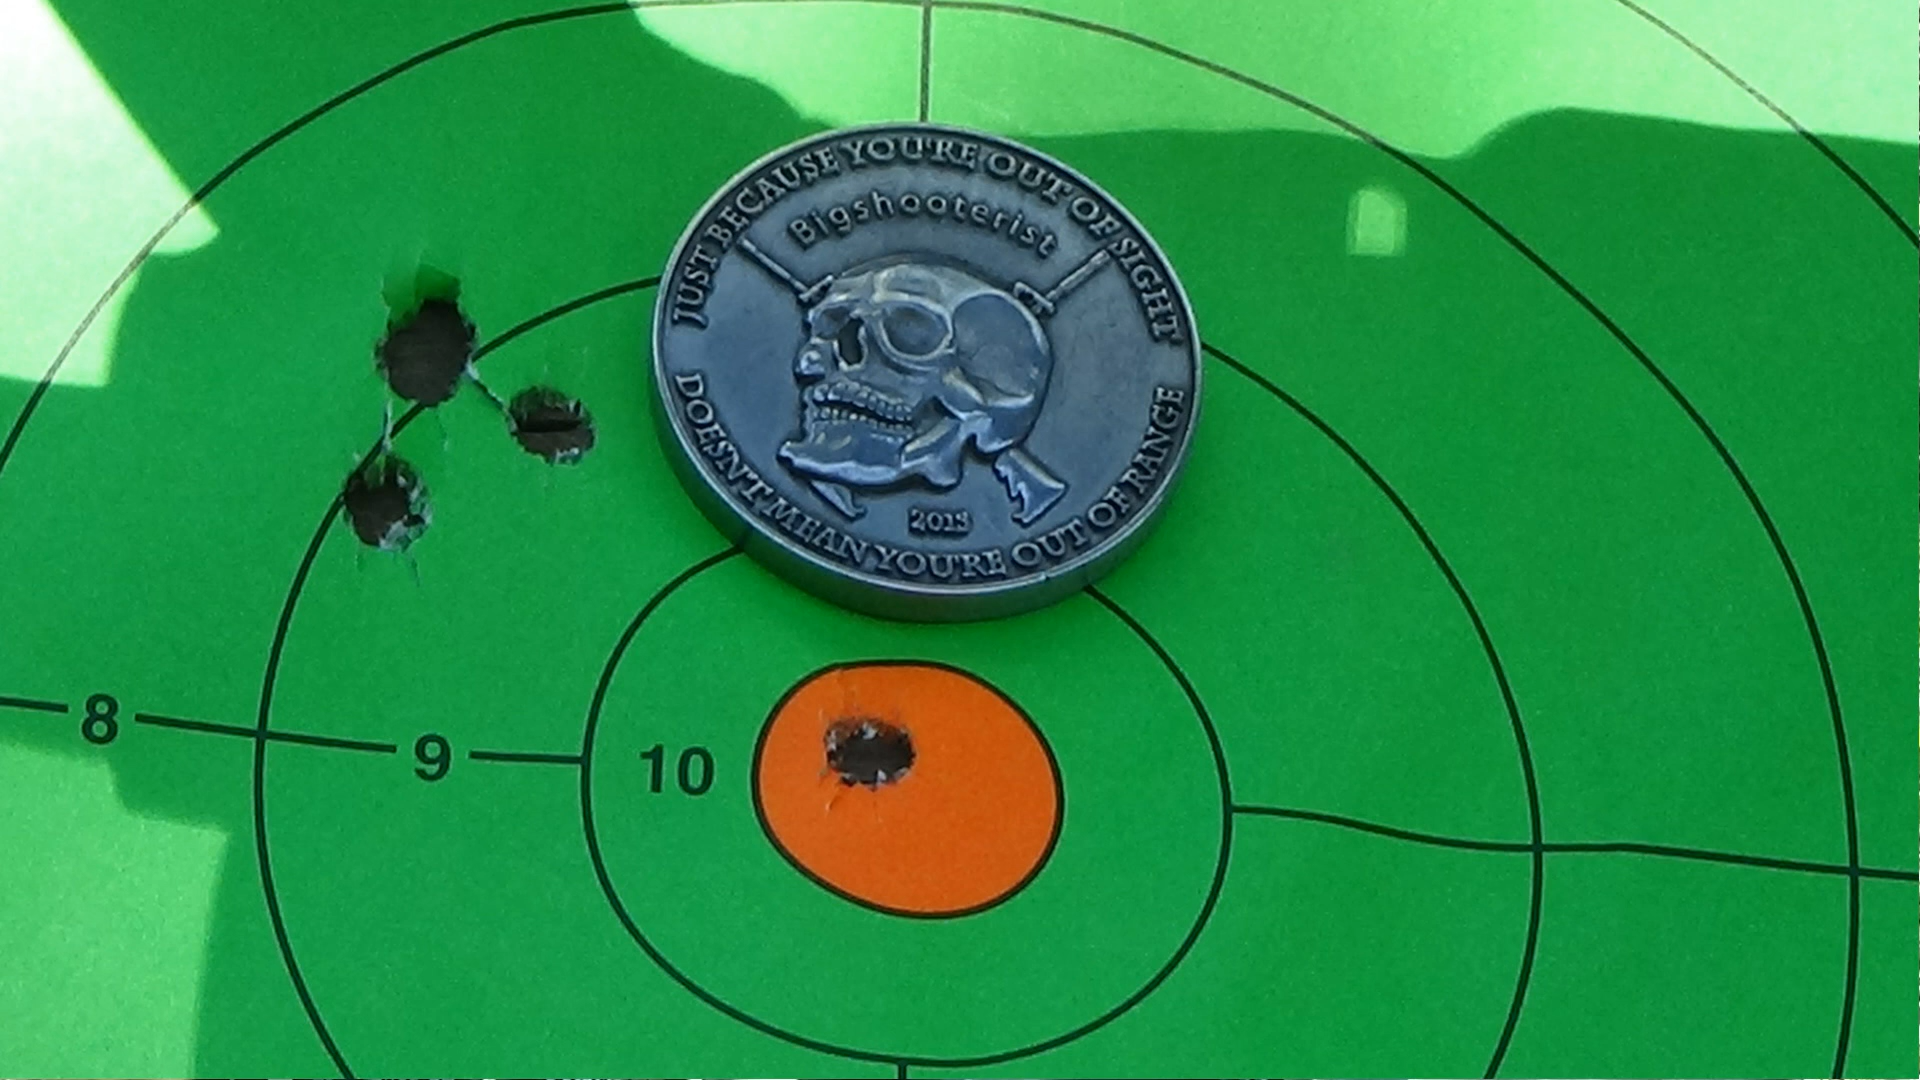 JUST BECAUSE YOU'RE OUT OF SIGHT
Bigshooterist
DOESN'T MEAN YOU'RE OUT OF RANGE
2013
8
9
10